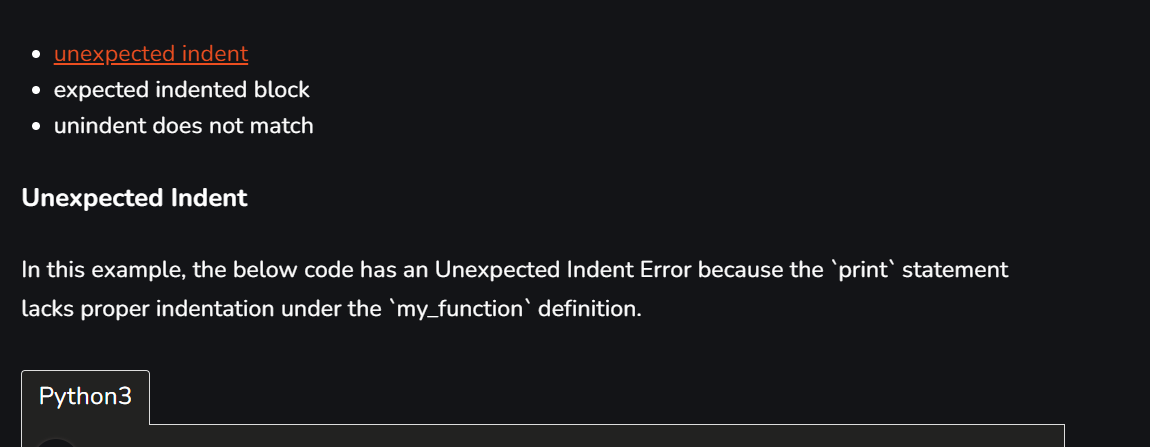 unexpected indent
expected indented block
unindent does not match
Unexpected Indent
In this example, the below code has an Unexpected Indent Error because the `print` statement
lacks proper indentation under the `my_function` definition.
Python3